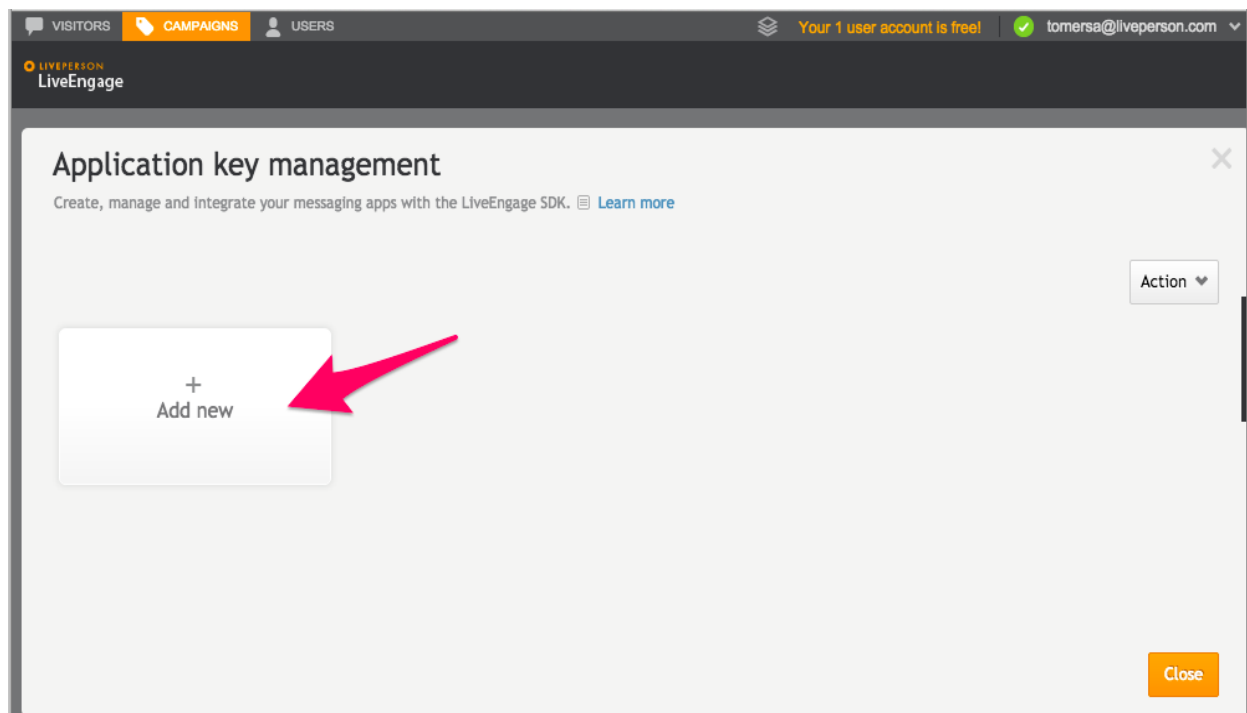 VISITORS CAMPAIGNS USERS Your 1 user account is free! tomersa@liveperson.com
LIVEPERSON
LiveEngage
Application key management
Create, manage and integrate your messaging apps with the LiveEngage SDK. Learn more
Action
+
Add new
Close